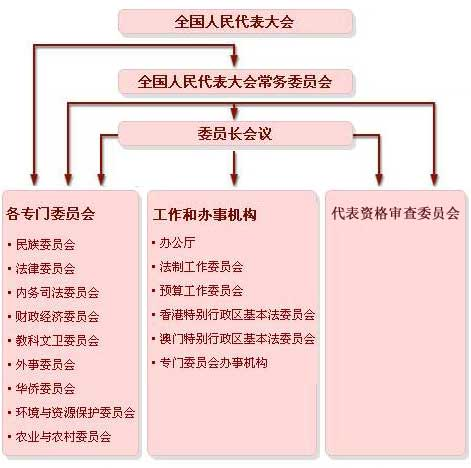 全国人民代表大会
全国人民代表大会常务委员会
委员长会议
各专门委员会
• 民族委员会
• 法律委员会
• 内务司法委员会
• 财政经济委员会
• 教科文卫委员会
• 外事委员会
• 华侨委员会
• 环境与资源保护委员会
• 农业与农村委员会
工作和办事机构
• 办公厅
• 法制工作委员会
• 预算工作委员会
• 香港特别行政区基本法委员会
• 澳门特别行政区基本法委员会
• 专门委员会办事机构
代表资格审查委员会